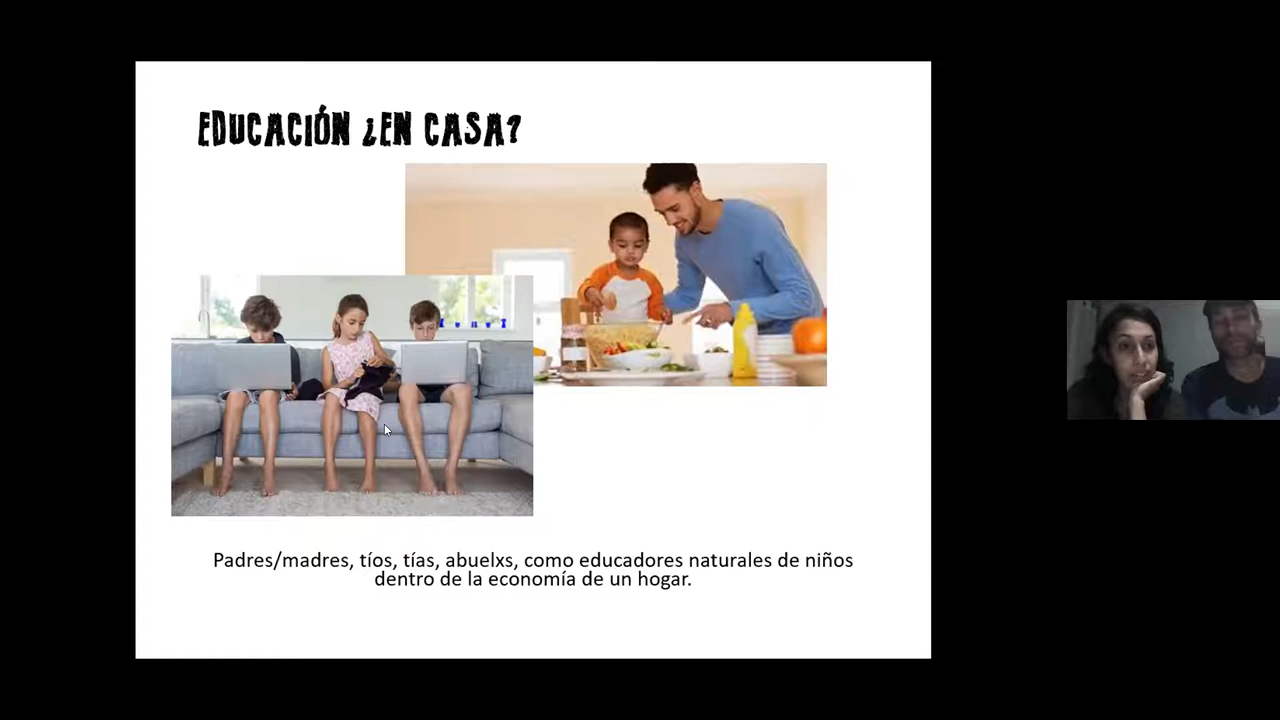 EDUCACIÓN ¿EN CASA?
Padres/madres, tíos, tías, abuelxs, como educadores naturales de niños
dentro de la economía de un hogar.